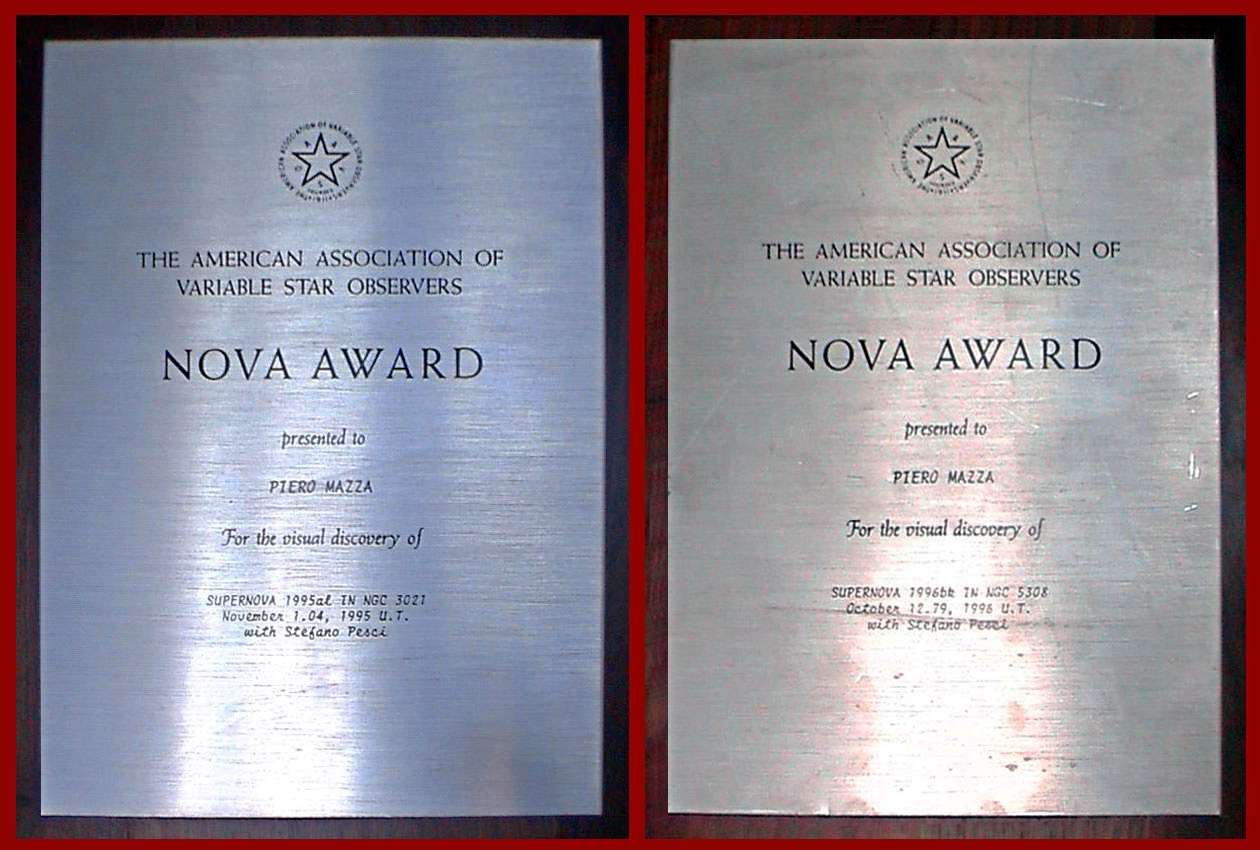 THE AMERICAN ASSOCIATION OF
VARIABLE STAR OBSERVERS
NOVA AWARD
presented to
PIERO MAZZA
For the visual discovery of
SUPERNOVA 1995al IN NGC 3021
November 1.04, 1995 U.T.
with Stefano Pesci
THE AMERICAN ASSOCIATION OF
VARIABLE STAR OBSERVERS
NOVA AWARD
presented to
PIERO MAZZA
For the visual discovery of
SUPERNOVA 1996bk IN NGC 5308
October 12.79, 1996 U.T.
with Stefano Pesci